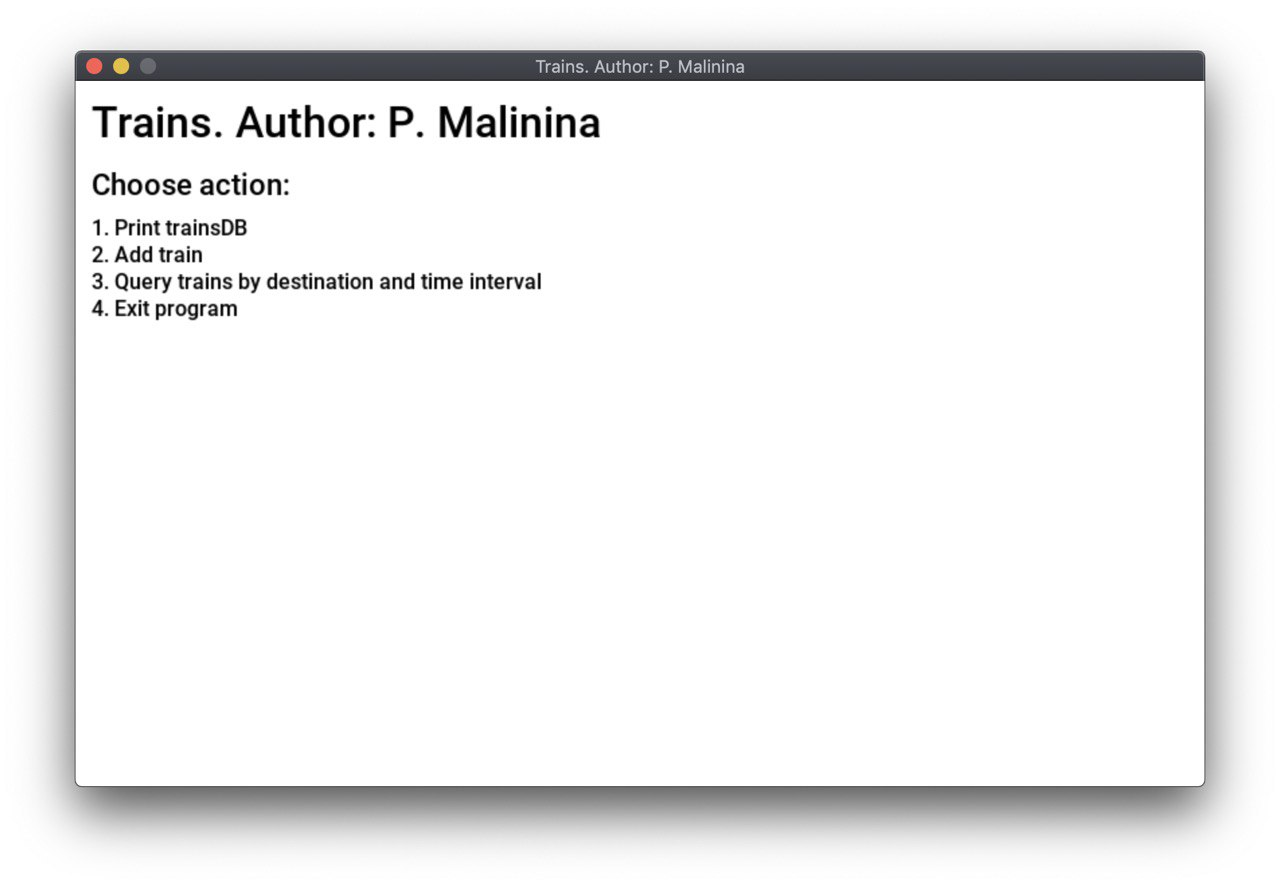 Trains. Author: P. Malinina
Trains. Author: P. Malinina
Choose action:
1. Print trainsDB
2. Add train
3. Query trains by destination and time interval
4. Exit program